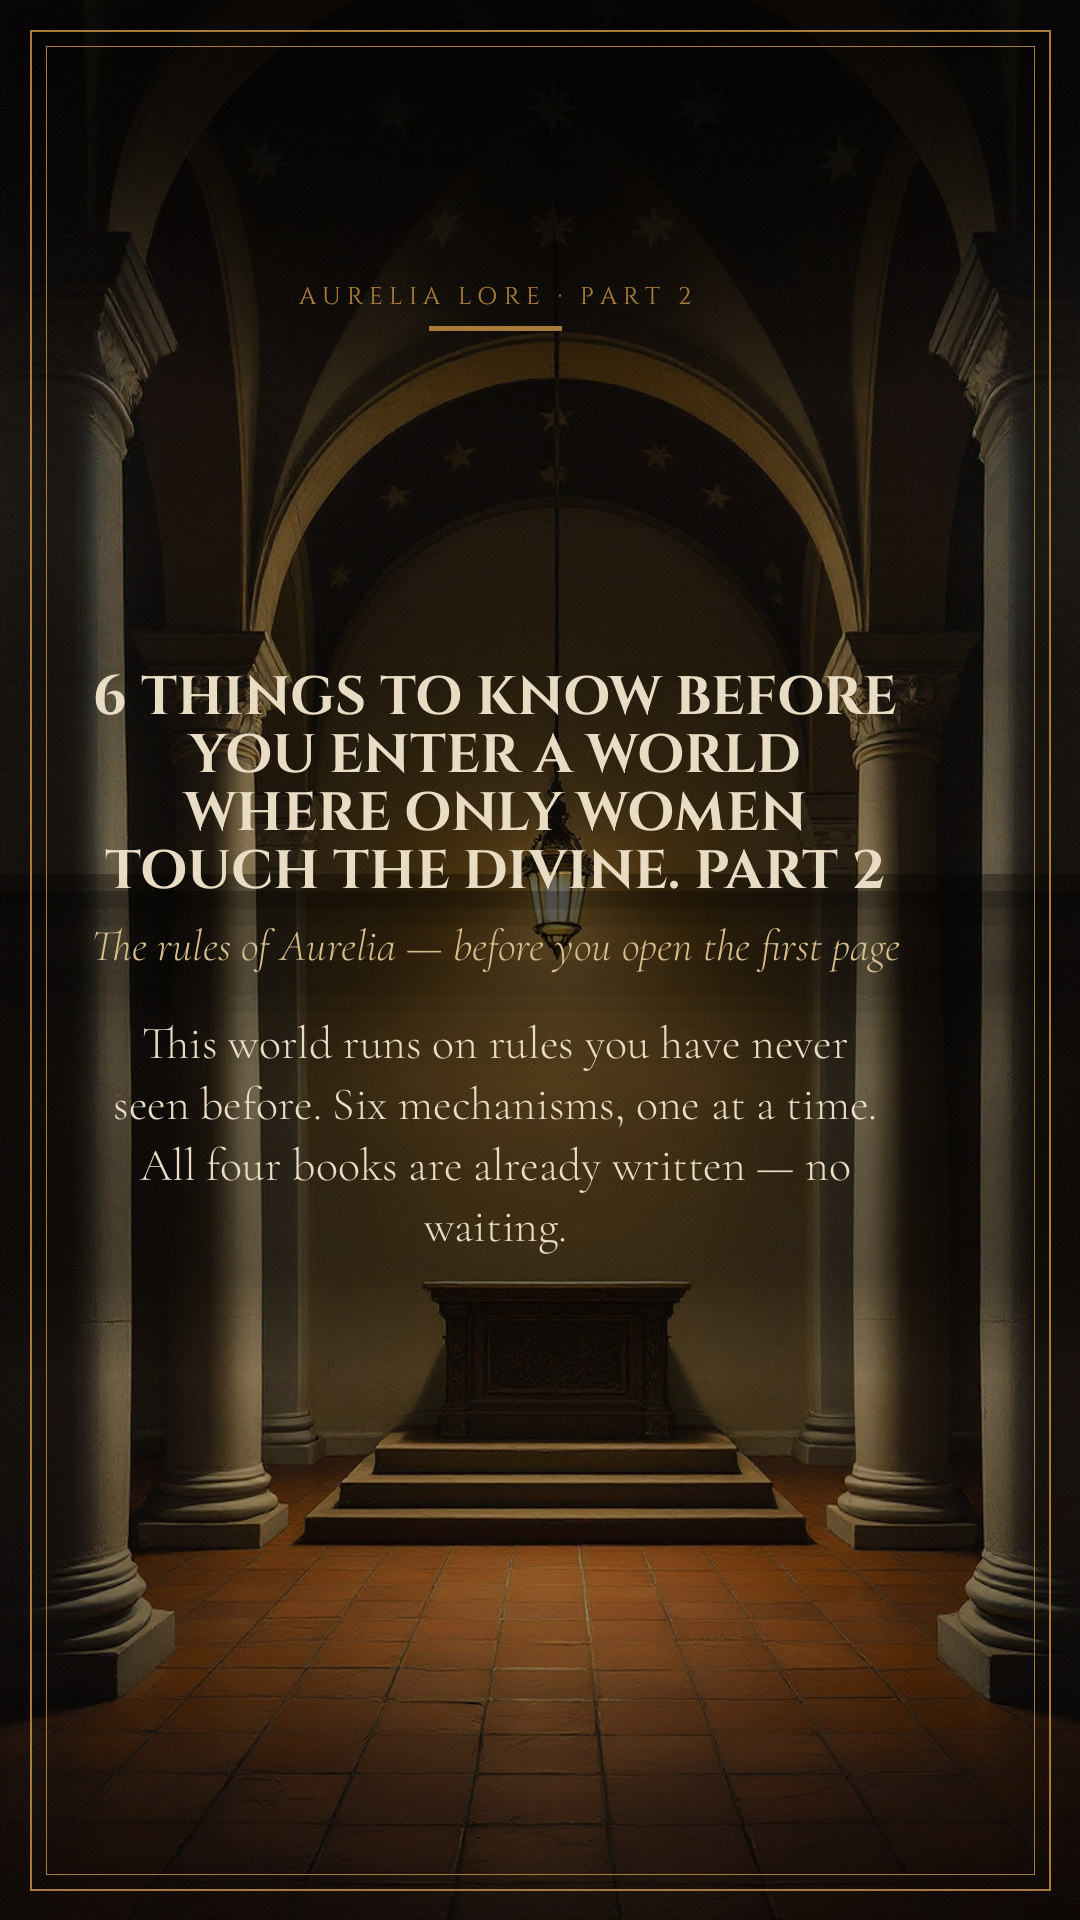 AURELIA LORE · PART 2
6 THINGS TO KNOW BEFORE
YOU ENTER A WORLD
WHERE ONLY WOMEN
TOUCH THE DIVINE. PART 2
The rules of Aurelia — before you open the first page
This world runs on rules you have never
seen before. Six mechanisms, one at a time.
All four books are already written — no
waiting.